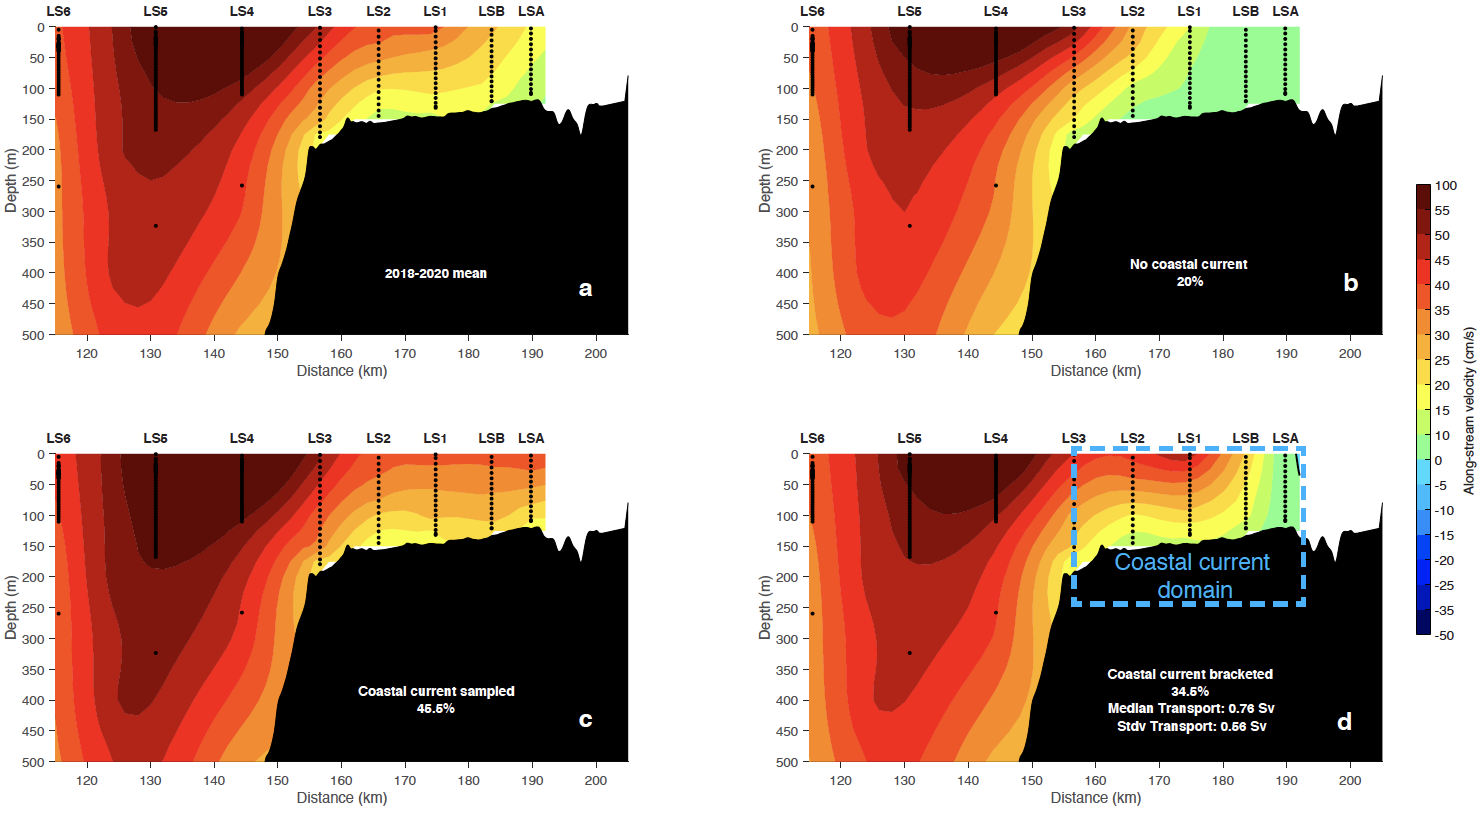 LS6 LS5 LS4 LS3 LS2 LS1 LSB LSA
0
50
100
150
200
250
300
350
400
450
500
Depth (m)
2018-2020 mean
a
120 130 140 150 160 170 180 190 200
Distance (km)
LS6 LS5 LS4 LS3 LS2 LS1 LSB LSA
0
50
100
150
200
250
300
350
400
450
500
Depth (m)
No coastal current
20%
b
120 130 140 150 160 170 180 190 200
Distance (km)
LS6 LS5 LS4 LS3 LS2 LS1 LSB LSA
0
50
100
150
200
250
300
350
400
450
500
Depth (m)
Coastal current sampled
45.5%
c
120 130 140 150 160 170 180 190 200
Distance (km)
LS6 LS5 LS4 LS3 LS2 LS1 LSB LSA
0
50
100
150
200
250
300
350
400
450
500
Depth (m)
Coastal current
domain
Coastal current bracketed
34.5%
Median Transport: 0.76 Sv
Stdv Transport: 0.56 Sv
d
120 130 140 150 160 170 180 190 200
Distance (km)
100
55
50
45
40
35
30
25
20
15
10
0
-5
-10
-15
-20
-25
-35
-50
Along-stream velocity (cm/s)